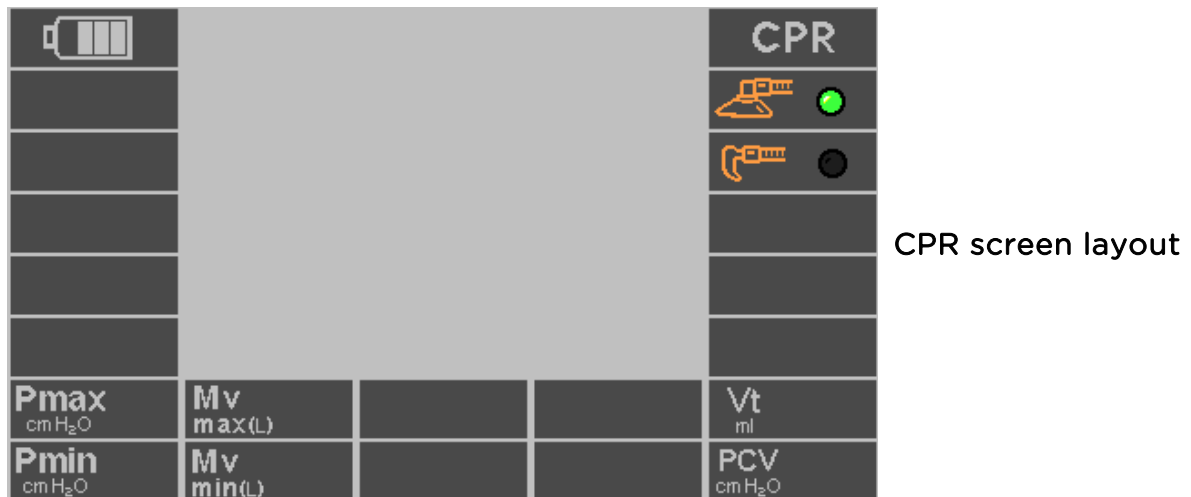 CPR
CPR screen layout
Pmax
cm H₂O
Mv
max(L)
Vt
ml
Pmin
cm H₂O
Mv
min(L)
PCV
cm H₂O